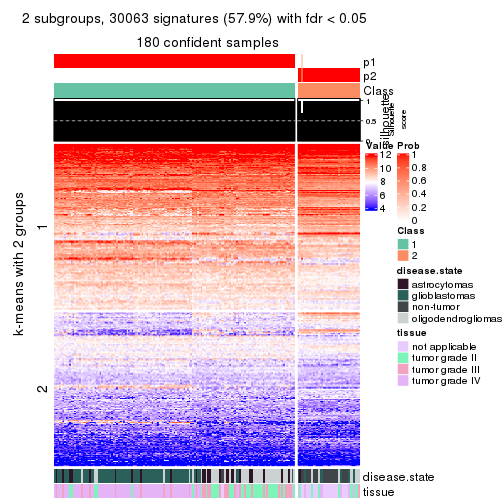 2 subgroups, 30063 signatures (57.9%) with fdr < 0.05
180 confident samples
p1
p2
Class
Silhouette
score
1
0.5
0
k-means with 2 groups
1
2
Value
12
10
8
6
4
Prob
1
0.8
0.6
0.4
0.2
0
Class
1
2
disease.state
astrocytomas
glioblastomas
non-tumor
oligodendrogliomas
tissue
not applicable
tumor grade II
tumor grade III
tumor grade IV
disease.state
tissue